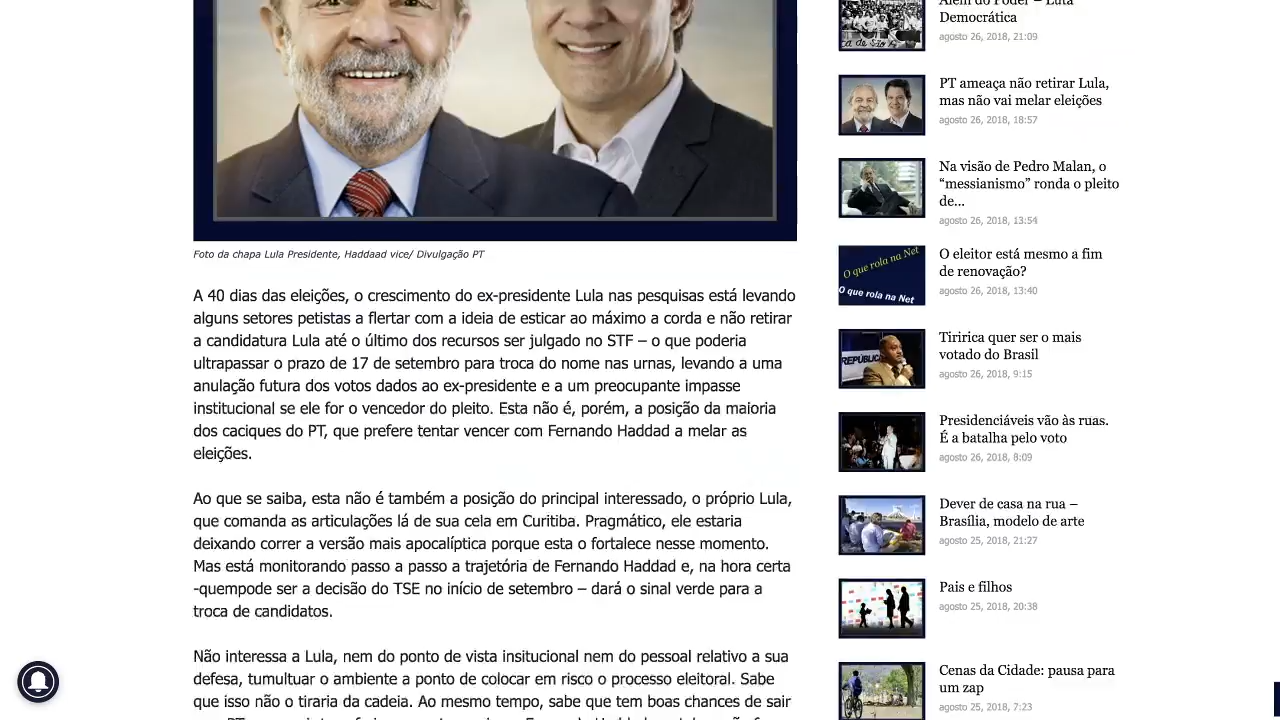 Foto da chapa Lula Presidente, Haddaad vice/ Divulgação PT
A 40 dias das eleições, o crescimento do ex-presidente Lula nas pesquisas está levando
alguns setores petistas a flertar com a ideia de esticar ao máximo a corda e não retirar
a candidatura Lula até o último dos recursos ser julgado no STF – o que poderia
ultrapassar o prazo de 17 de setembro para troca do nome nas urnas, levando a uma
anulação futura dos votos dados ao ex-presidente e a um preocupante impasse
institucional se ele for o vencedor do pleito. Esta não é, porém, a posição da maioria
dos caciques do PT, que prefere tentar vencer com Fernando Haddad a melar as
eleições.
Ao que se saiba, esta não é também a posição do principal interessado, o próprio Lula,
que comanda as articulações lá de sua cela em Curitiba. Pragmático, ele estaria
deixando correr a versão mais apocalíptica porque esta o fortalece nesse momento.
Mas está monitorando passo a passo a trajetória de Fernando Haddad e, na hora certa
-que pode ser a decisão do TSE no início de setembro – dará o sinal verde para a
troca de candidatos.
Não interessa a Lula, nem do ponto de vista insitucional nem do pessoal relativo a sua
defesa, tumultuar o ambiente a ponto de colocar em risco o processo eleitoral. Sabe
que isso não o tiraria da cadeia. Ao mesmo tempo, sabe que tem boas chances de sair
Além do Poder – Luta
Democrática
agosto 26, 2018, 21:09
PT ameaça não retirar Lula,
mas não vai melar eleições
agosto 26, 2018, 18:57
Na visão de Pedro Malan, o
“messianismo” ronda o pleito
de...
agosto 26, 2018, 13:54
O que rola na Net
O que rola na Net
O eleitor está mesmo a fim
de renovação?
agosto 26, 2018, 13:40
REPÚBLICA
Tiririca quer ser o mais
votado do Brasil
agosto 26, 2018, 9:15
Presidenciáveis vão às ruas.
É a batalha pelo voto
agosto 26, 2018, 8:09
Dever de casa na rua –
Brasília, modelo de arte
agosto 25, 2018, 21:27
Pais e filhos
agosto 25, 2018, 20:38
Cenas da Cidade: pausa para
um zap
agosto 25, 2018, 7:23